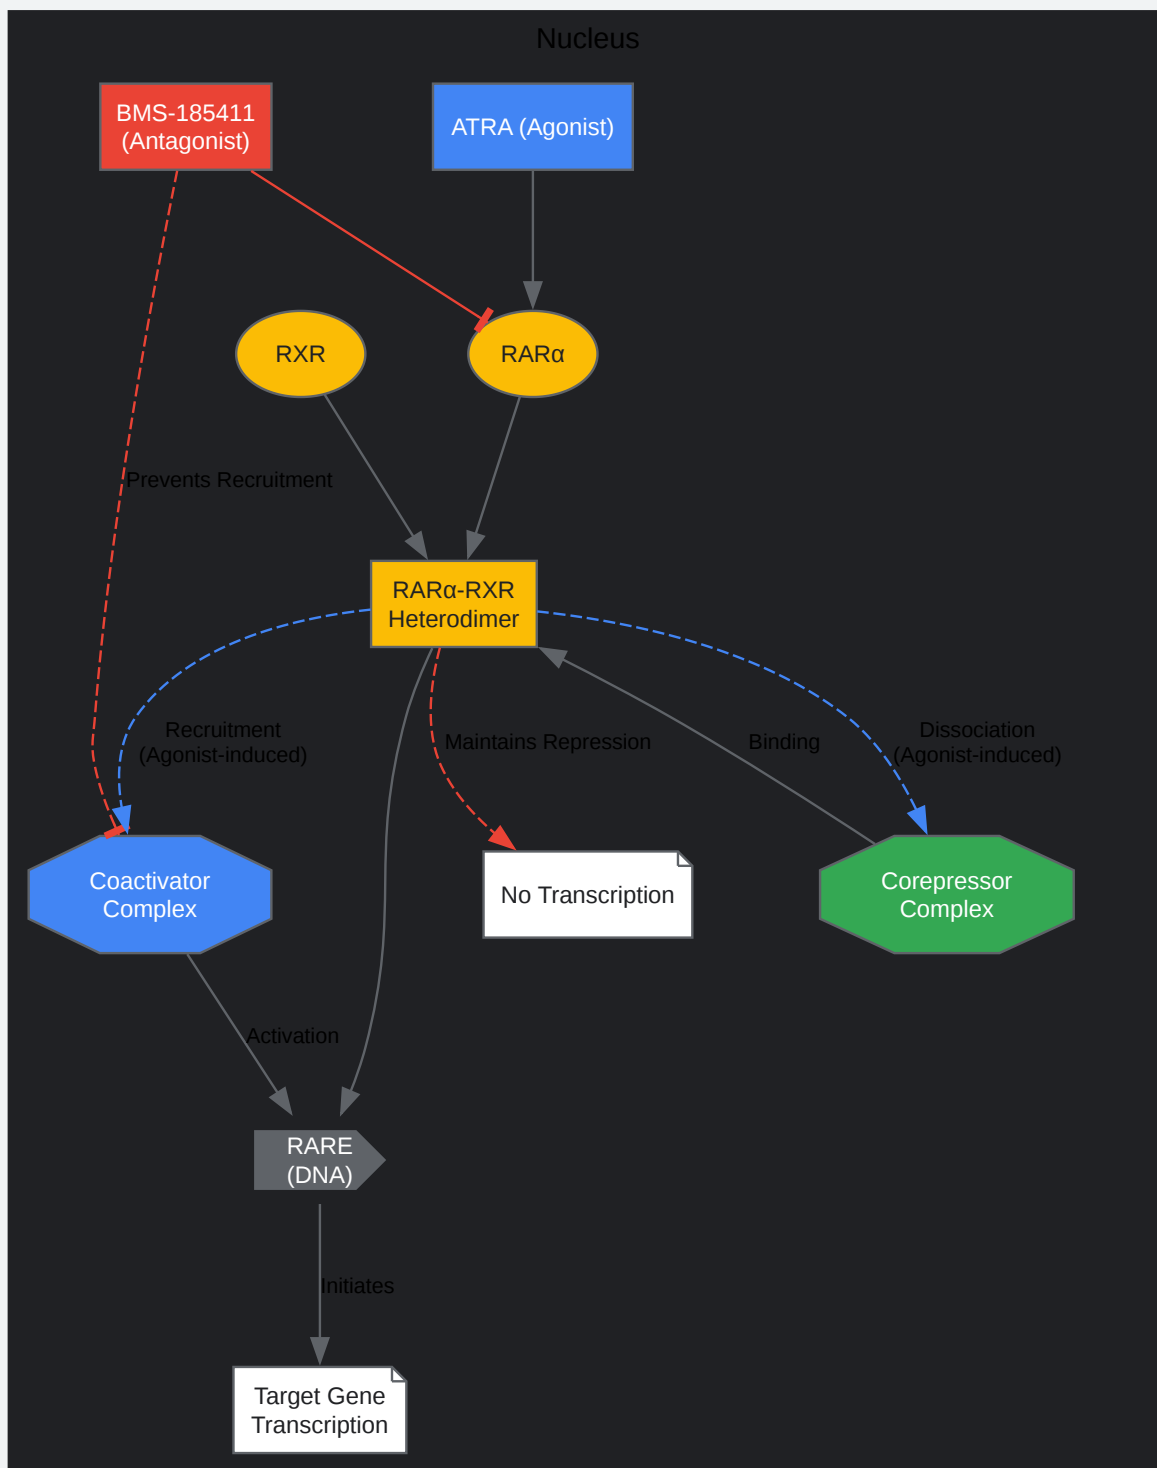 Nucleus
BMS-185411
(Antagonist)
ATRA (Agonist)
RXR
RARα
Prevents Recruitment
RARα-RXR
Heterodimer
Recruitment
(Agonist-induced)
Maintains Repression
Binding
Dissociation
(Agonist-induced)
Coactivator
Complex
No Transcription
Corepressor
Complex
Activation
RARE
(DNA)
Initiates
Target Gene
Transcription